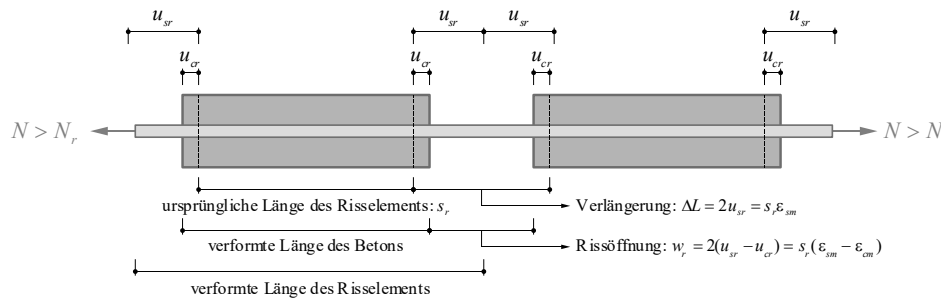 u_sr u_sr u_sr u_sr
u_cr u_cr u_cr u_cr
N > N_r N > N
ursprüngliche Länge des Risselements: s_r Verlängerung: ΔL = 2u_sr = s_r ε_sm
verformte Länge des Betons Rissöffnung: w_r = 2(u_sr − u_cr) = s_r(ε_sm − ε_cm)
verformte Länge des Risselements